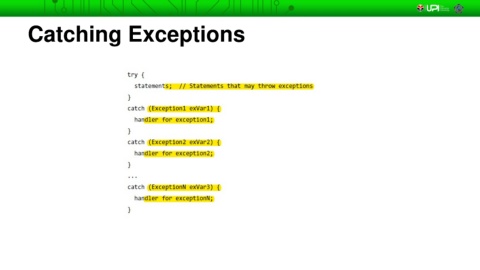 UPI
Catching Exceptions
try {
statements; // Statements that may throw exceptions
}
catch (Exception1 exVar1) {
handler for exception1;
}
catch (Exception2 exVar2) {
handler for exception2;
}
...
catch (ExceptionN exVar3) {
handler for exceptionN;
}